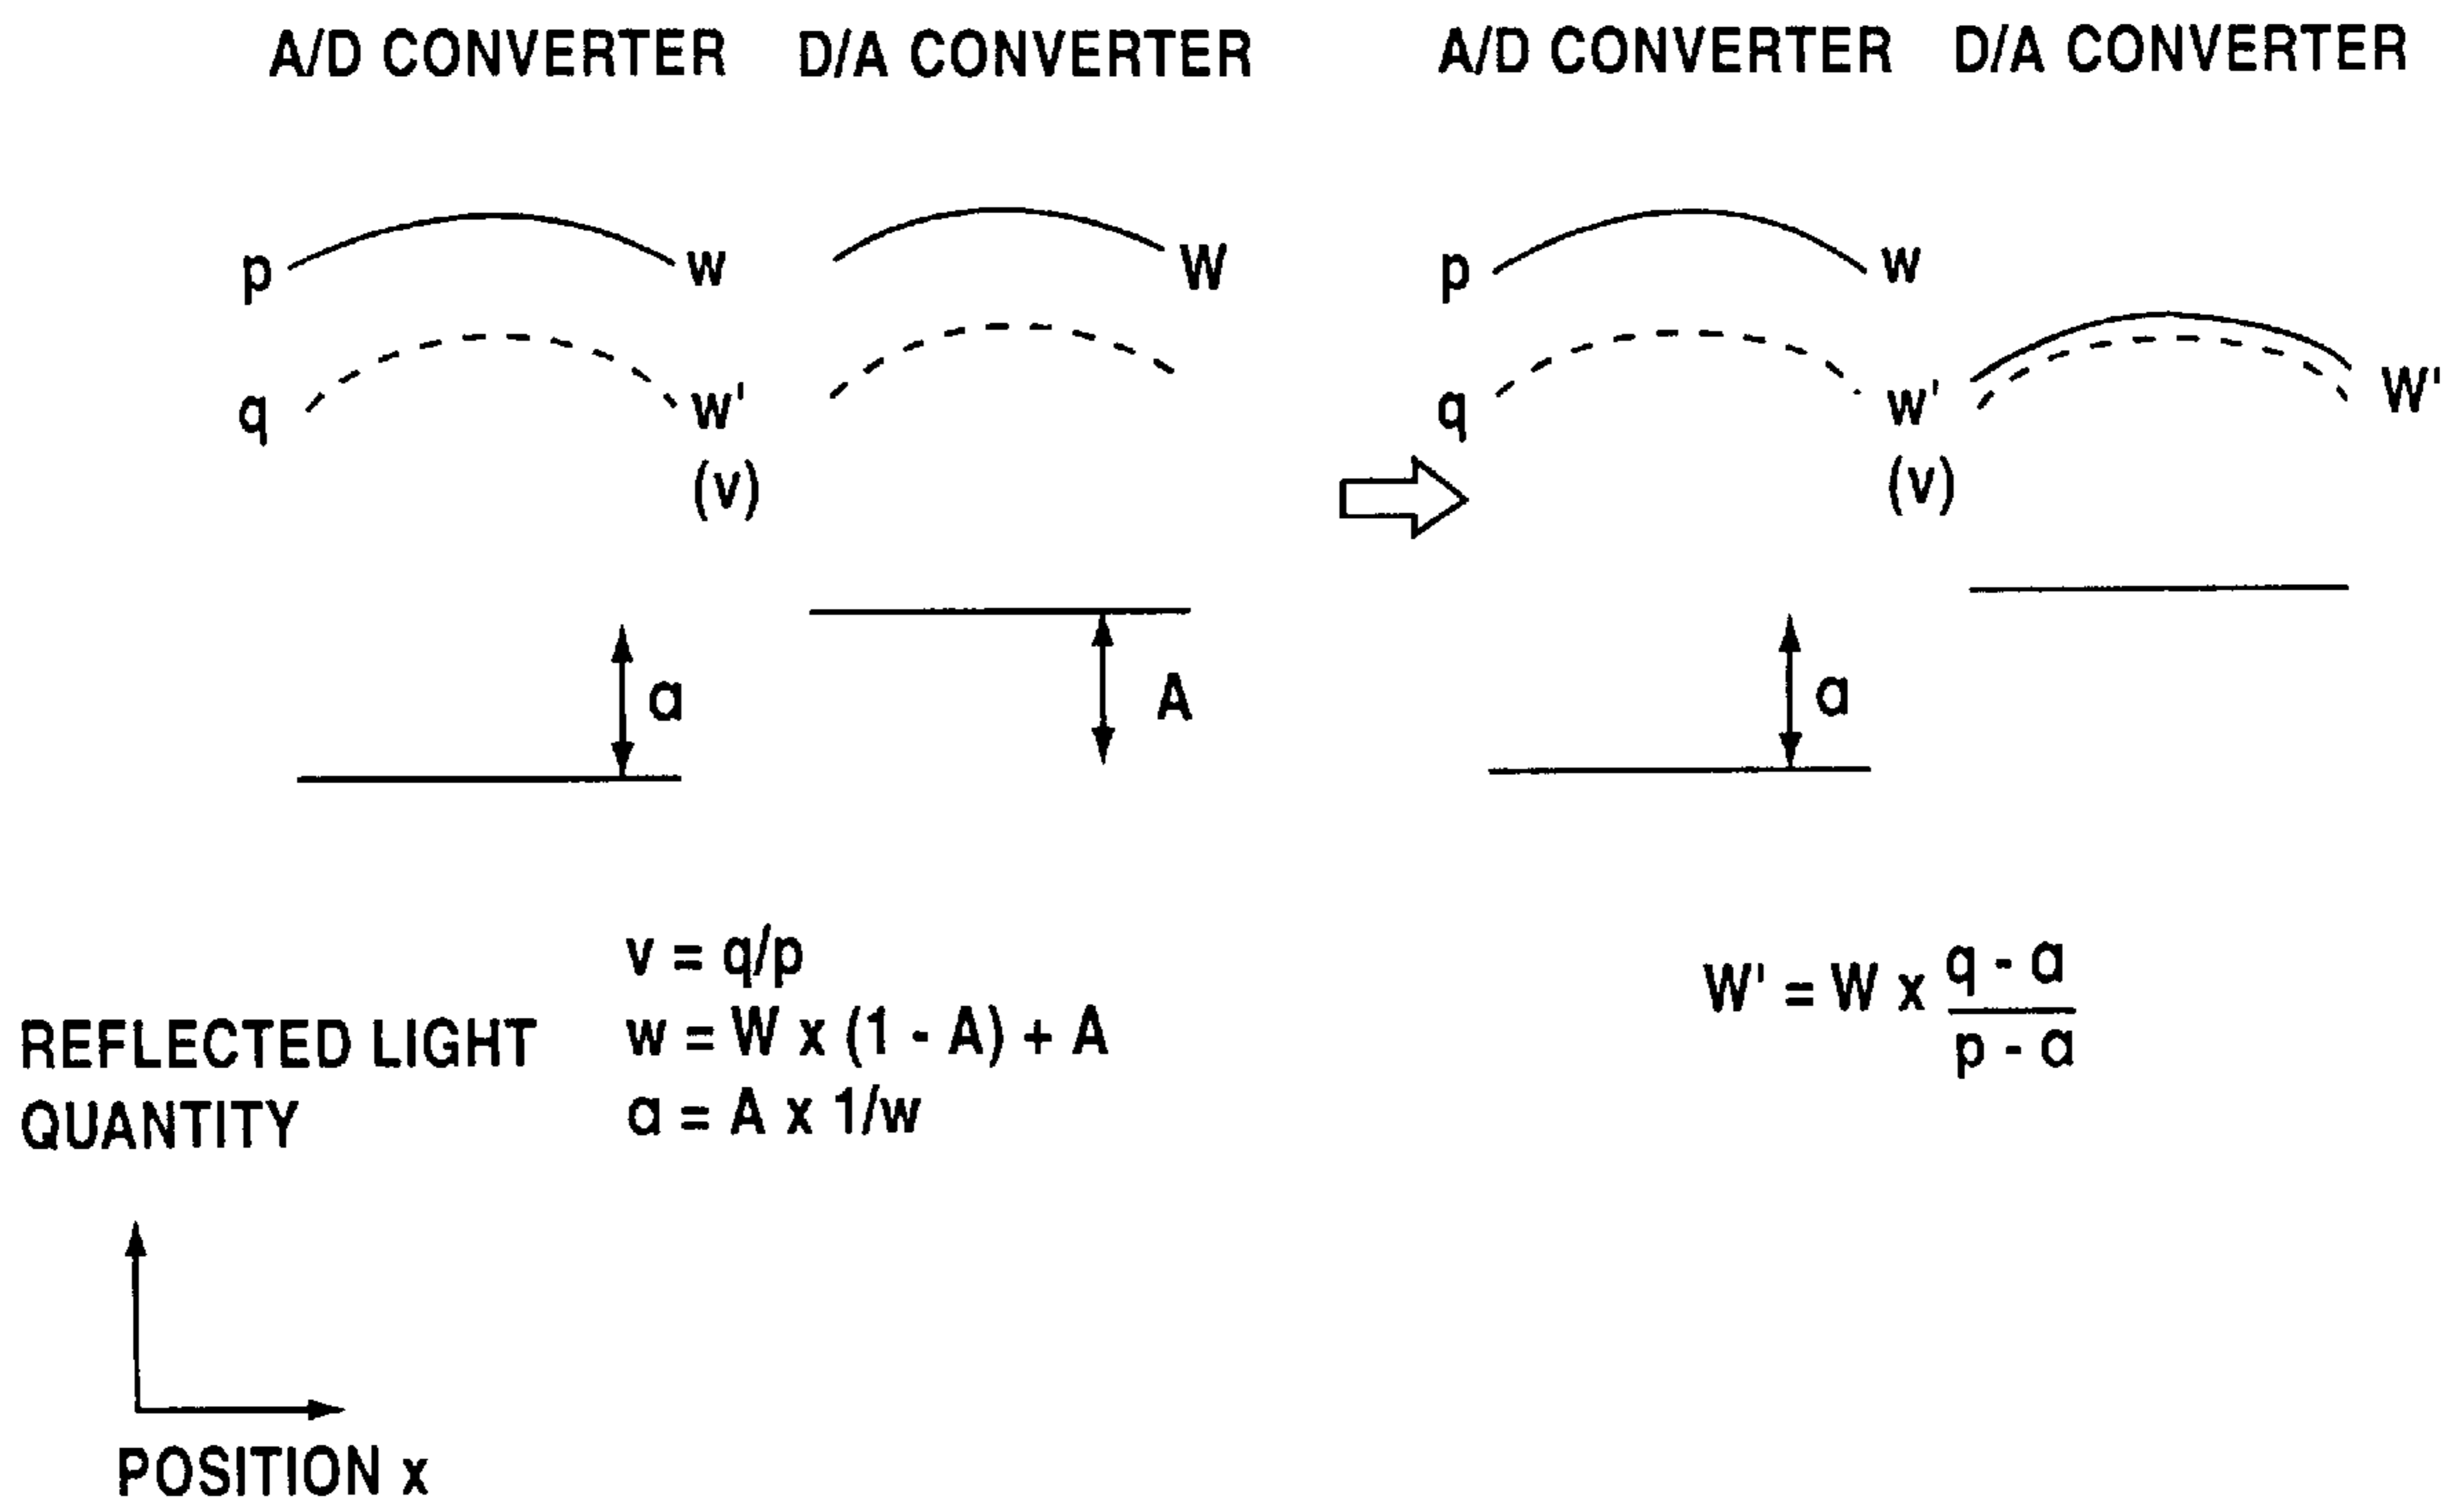 A/D CONVERTER D/A CONVERTER A/D CONVERTER D/A CONVERTER
p w W p w
q w' q w' W'
(v) (v)
a A a
v = q/p
w = W x (1 - A) + A
a = A x 1/w
W' = W x q - a
p - a
REFLECTED LIGHT
QUANTITY
POSITION x